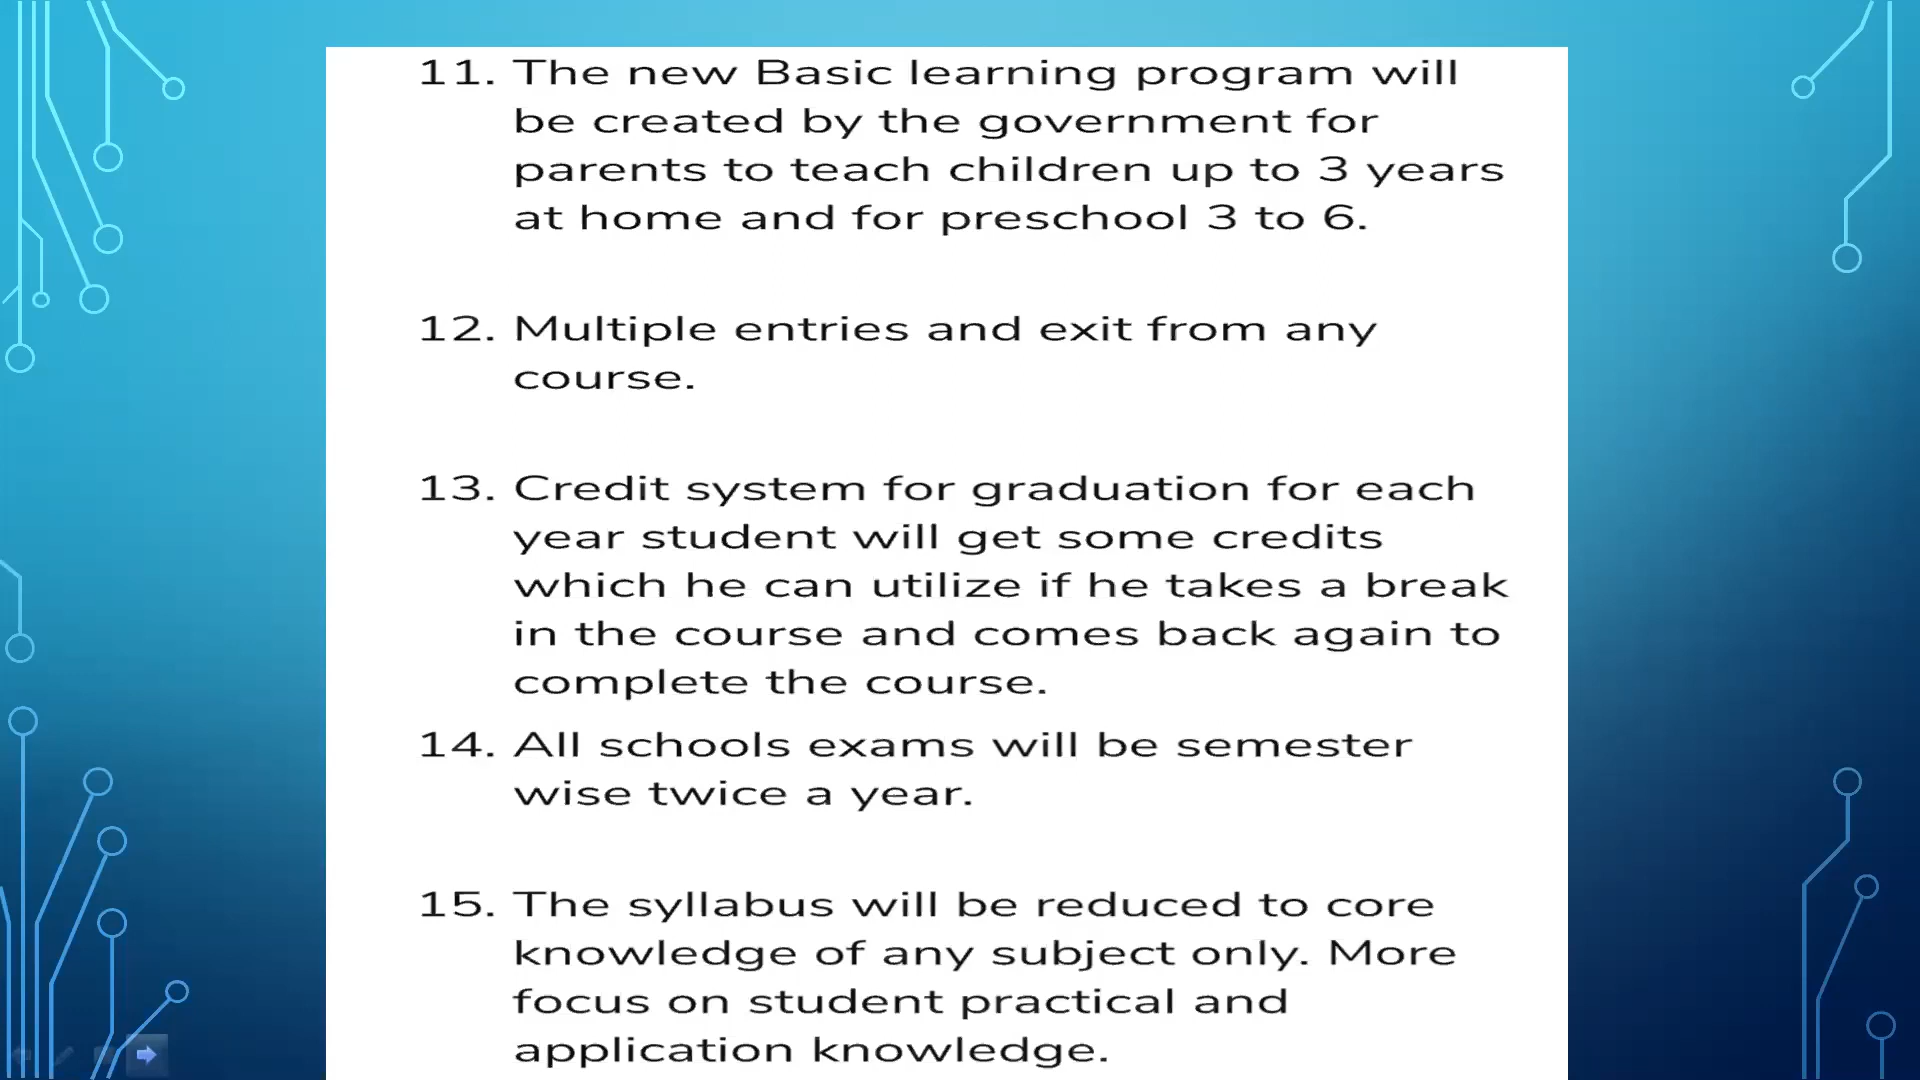 11. The new Basic learning program will
be created by the government for
parents to teach children up to 3 years
at home and for preschool 3 to 6.
12. Multiple entries and exit from any
course.
13. Credit system for graduation for each
year student will get some credits
which he can utilize if he takes a break
in the course and comes back again to
complete the course.
14. All schools exams will be semester
wise twice a year.
15. The syllabus will be reduced to core
knowledge of any subject only. More
focus on student practical and
application knowledge.